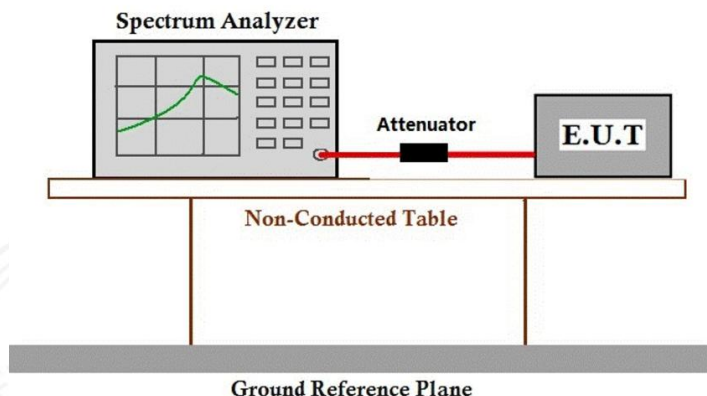 Spectrum Analyzer
Attenuator
E.U.T
Non-Conducted Table
Ground Reference Plane